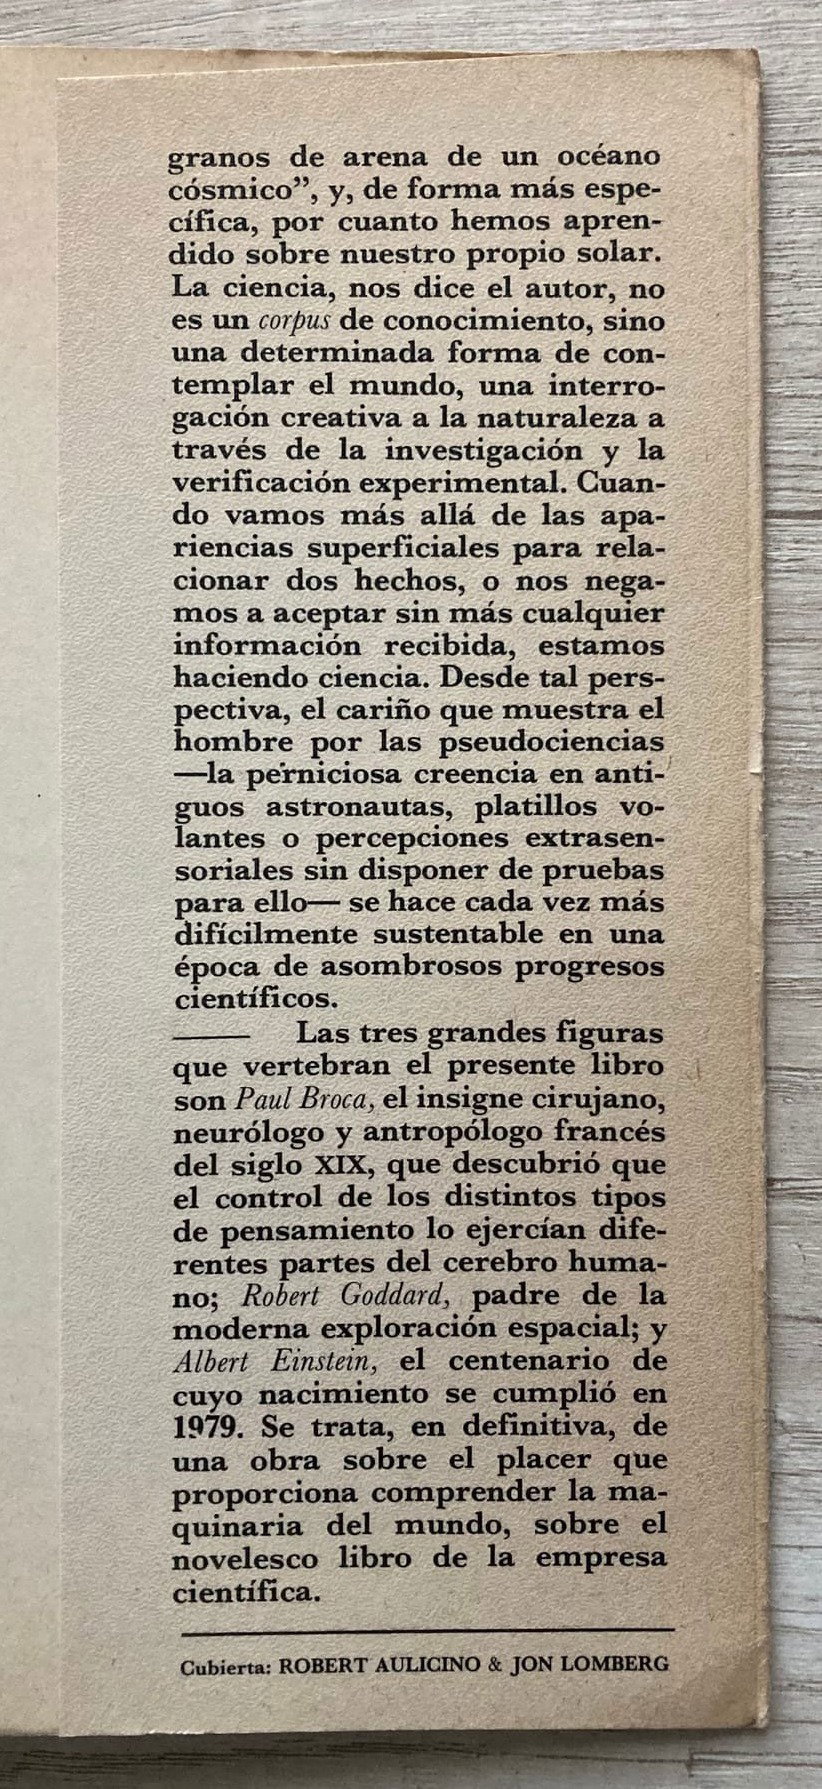 granos de arena de un océano
cósmico”, y, de forma más espe-
cífica, por cuanto hemos apren-
dido sobre nuestro propio solar.
La ciencia, nos dice el autor, no
es un corpus de conocimiento, sino
una determinada forma de con-
templar el mundo, una interro-
gación creativa a la naturaleza a
través de la investigación y la
verificación experimental. Cuan-
do vamos más allá de las apa-
riencias superficiales para rela-
cionar dos hechos, o nos nega-
mos a aceptar sin más cualquier
información recibida, estamos
haciendo ciencia. Desde tal pers-
pectiva, el cariño que muestra el
hombre por las pseudociencias
—la perniciosa creencia en anti-
guos astronautas, platillos vo-
lantes o percepciones extrasen-
soriales sin disponer de pruebas
para ello— se hace cada vez más
difícilmente sustentable en una
época de asombrosos progresos
científicos.
—— Las tres grandes figuras
que vertebran el presente libro
son Paul Broca, el insigne cirujano,
neurólogo y antropólogo francés
del siglo XIX, que descubrió que
el control de los distintos tipos
de pensamiento lo ejercían dife-
rentes partes del cerebro huma-
no; Robert Goddard, padre de la
moderna exploración espacial; y
Albert Einstein, el centenario de
cuyo nacimiento se cumplió en
1979. Se trata, en definitiva, de
una obra sobre el placer que
proporciona comprender la ma-
quinaria del mundo, sobre el
novelesco libro de la empresa
científica.
Cubierta: ROBERT AULICINO & JON LOMBERG